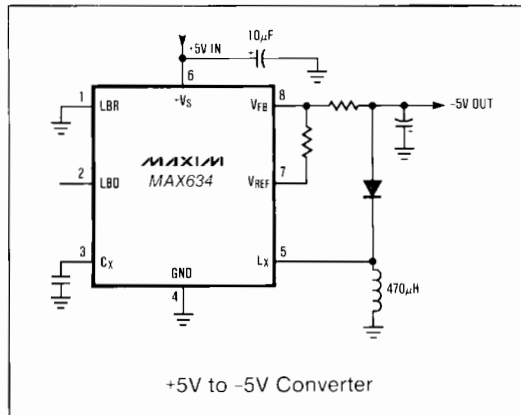 +5V IN
10µF
6
1
LBR
+VS
VFB
8
MAXIM
MAX634
2
LBD
VREF
7
3
CX
GND
LX
5
4
-5V OUT
470µH
+5V to -5V Converter